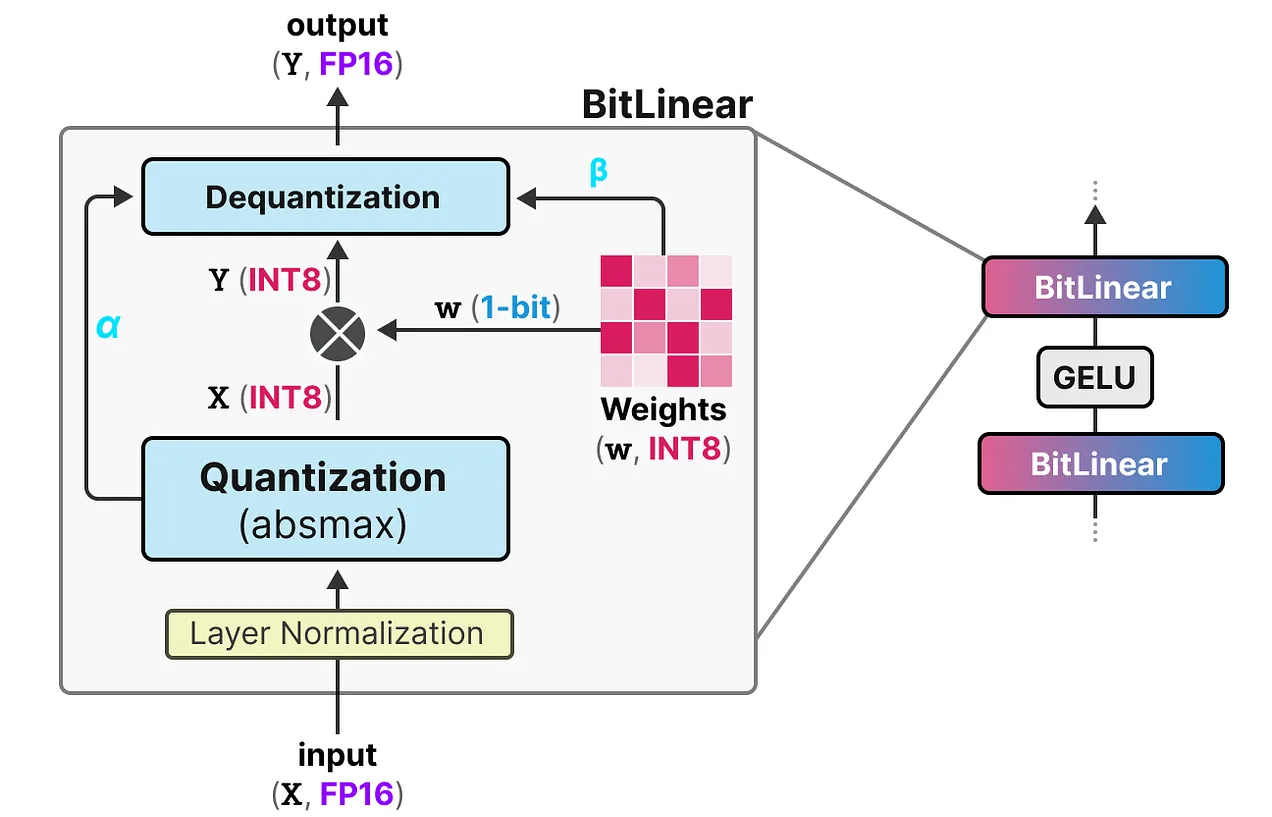 output
(Y, FP16)
BitLinear
Dequantization
β
Y (INT8)
w (1-bit)
α
X (INT8)
Weights
(w, INT8)
Quantization
(absmax)
Layer Normalization
input
(X, FP16)
BitLinear
GELU
BitLinear